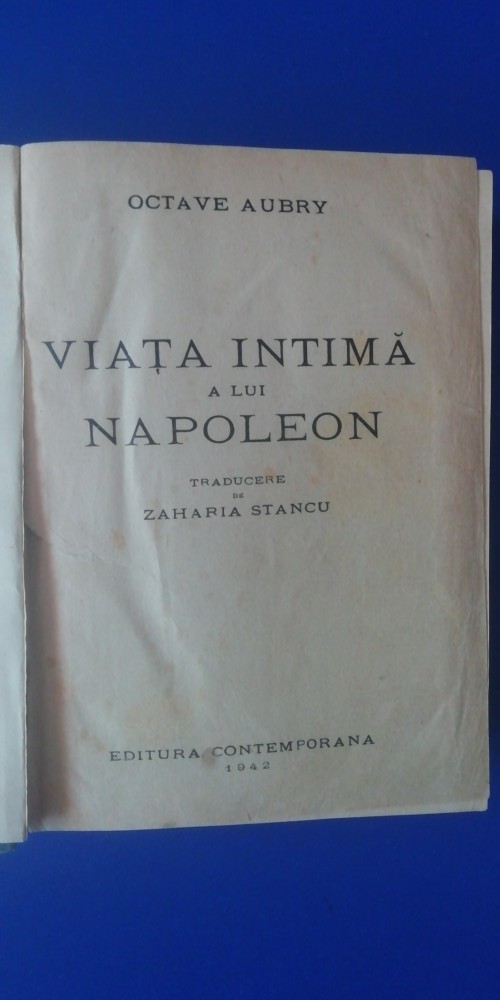 OCTAVE AUBRY
VIAȚA INTIMĂ
A LUI
NAPOLEON
TRADUCERE
DE
ZAHARIA STANCU
EDITURA CONTEMPORANA
1942